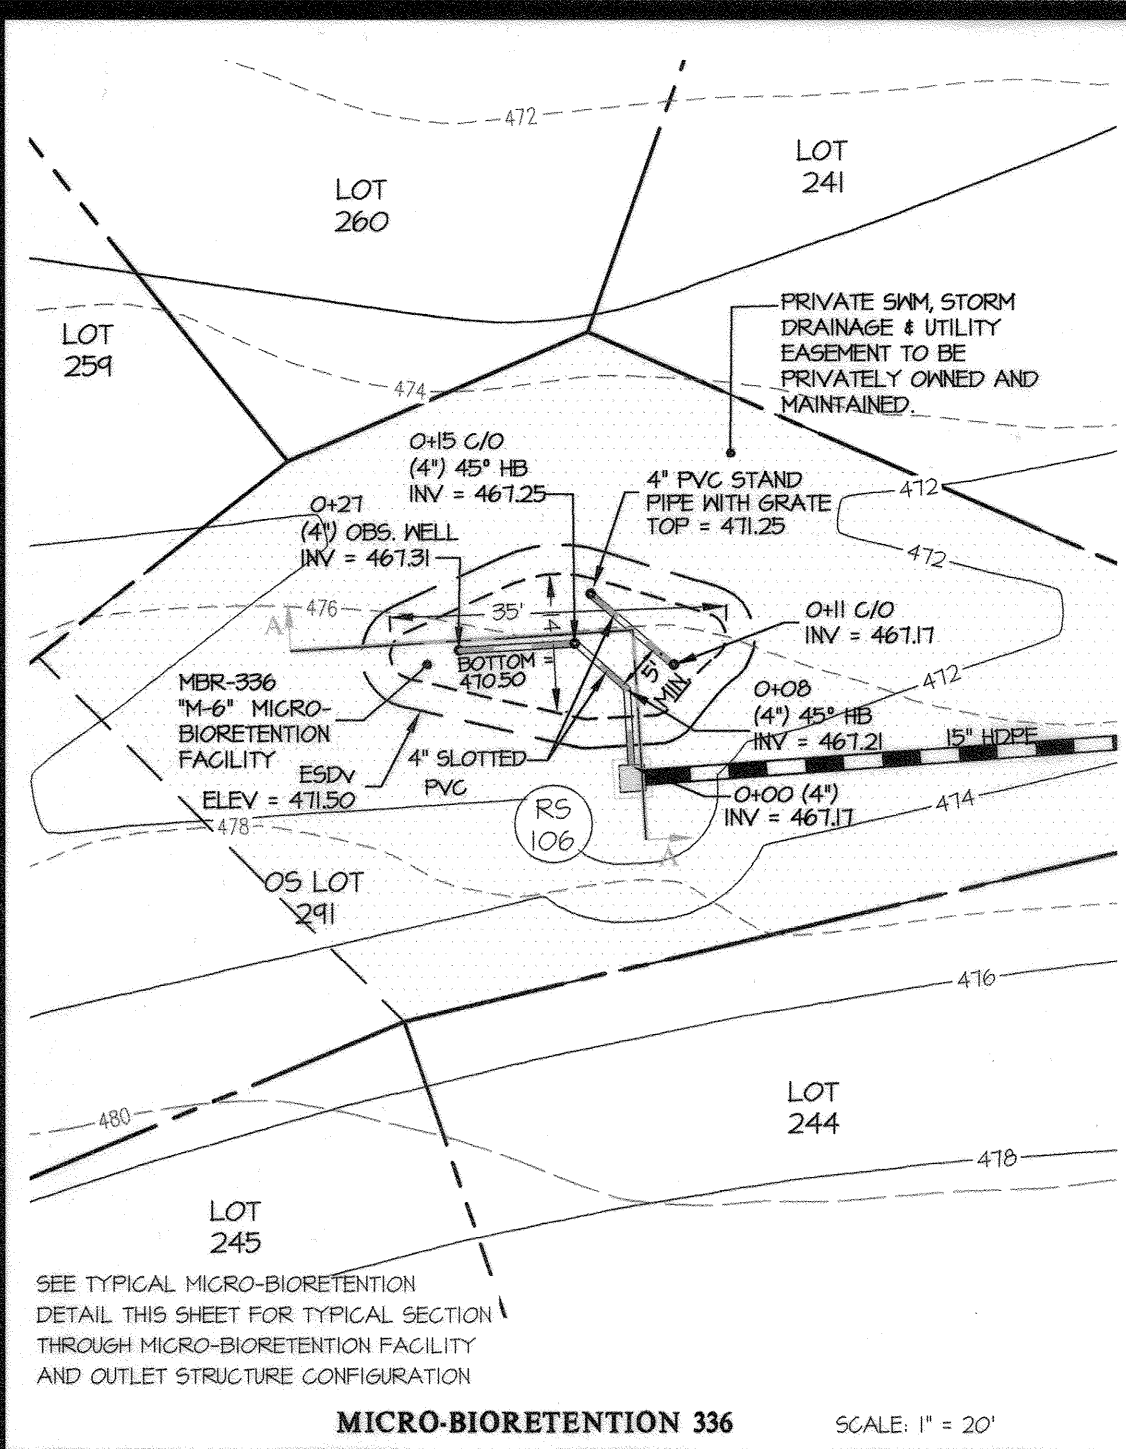 472
LOT
241
LOT
260
PRIVATE SWM, STORM
DRAINAGE & UTILITY
EASEMENT TO BE
PRIVATELY OWNED AND
MAINTAINED.
LOT
259
474
0+15 C/O
(4") 45° HB
INV = 467.25
4" PVC STAND
PIPE WITH GRATE
TOP = 471.25
472
0+27
(4") OBS. WELL
INV = 467.31
472
476
A
35'
14'
0+11 C/O
INV = 467.17
BOTTOM =
470.50
5'
MIN
472
MBR-336
"M-6" MICRO-
BIORETENTION
FACILITY
0+08
(4") 45° HB
INV = 467.21
15" HDPE
4" SLOTTED
PVC
ESDv
ELEV = 471.50
0+00 (4")
INV = 467.17
474
RS
106
A
478
OS LOT
291
476
480
LOT
244
478
LOT
245
SEE TYPICAL MICRO-BIORETENTION
DETAIL THIS SHEET FOR TYPICAL SECTION
THROUGH MICRO-BIORETENTION FACILITY
AND OUTLET STRUCTURE CONFIGURATION
MICRO-BIORETENTION 336
SCALE: 1" = 20'